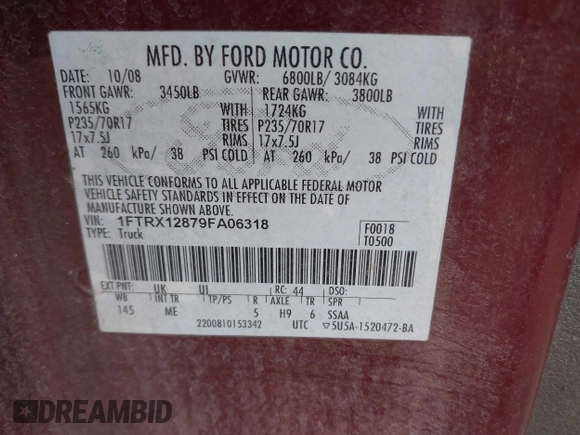 MFD. BY FORD MOTOR CO.
DATE: 10/08 GVWR: 6800LB/ 3084KG
FRONT GAWR: 3450LB REAR GAWR: 3800LB
1565KG WITH 1724KG WITH
P235/70R17 TIRES P235/70R17 TIRES
17x7.5J RIMS 17x7.5J RIMS
AT 260 kPa/ 38 PSI COLD AT 260 kPa/ 38 PSI COLD
THIS VEHICLE CONFORMS TO ALL APPLICABLE FEDERAL MOTOR
VEHICLE SAFETY STANDARDS IN EFFECT ON THE DATE OF
MANUFACTURE SHOWN ABOVE.
VIN: 1FTRX12879FA06318 F0018
TYPE: Truck T0500
EXT PNT: UK UI RC: 44 DSO:
WB INT TR TP/PS R AXLE TR SPR
145 ME 5 H9 6 SSAA
2200810153342 UTC ▽5U5A-1520472-BA
DREAMBID